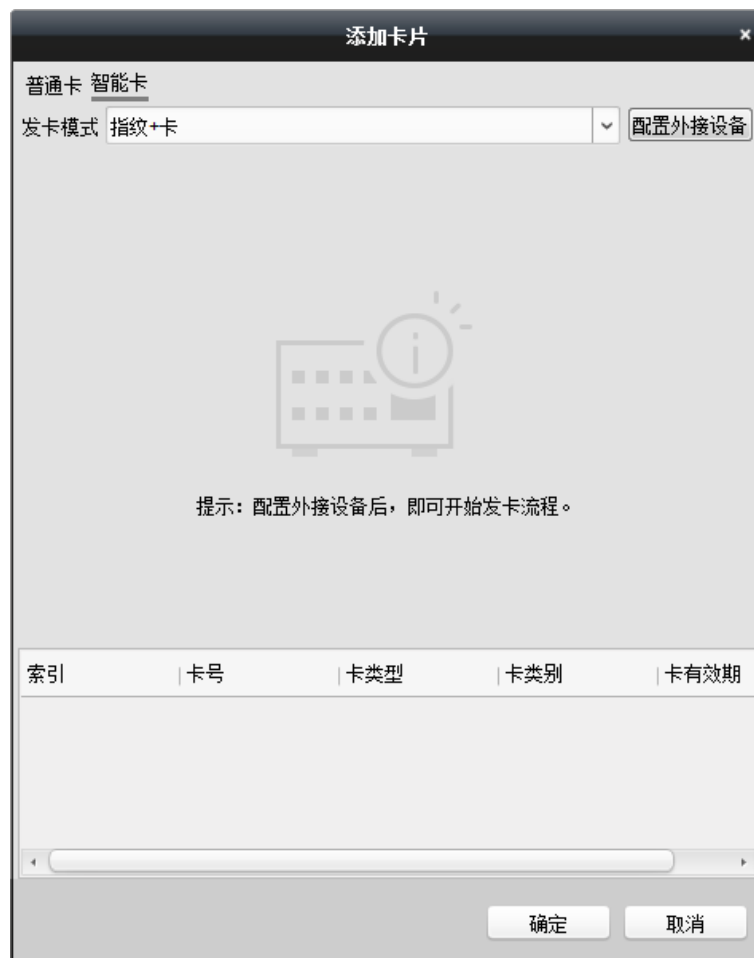 添加卡片
普通卡 智能卡
发卡模式 指纹+卡 配置外接设备
提示：配置外接设备后，即可开始发卡流程。
索引 卡号 卡类型 卡类别 卡有效期
确定 取消